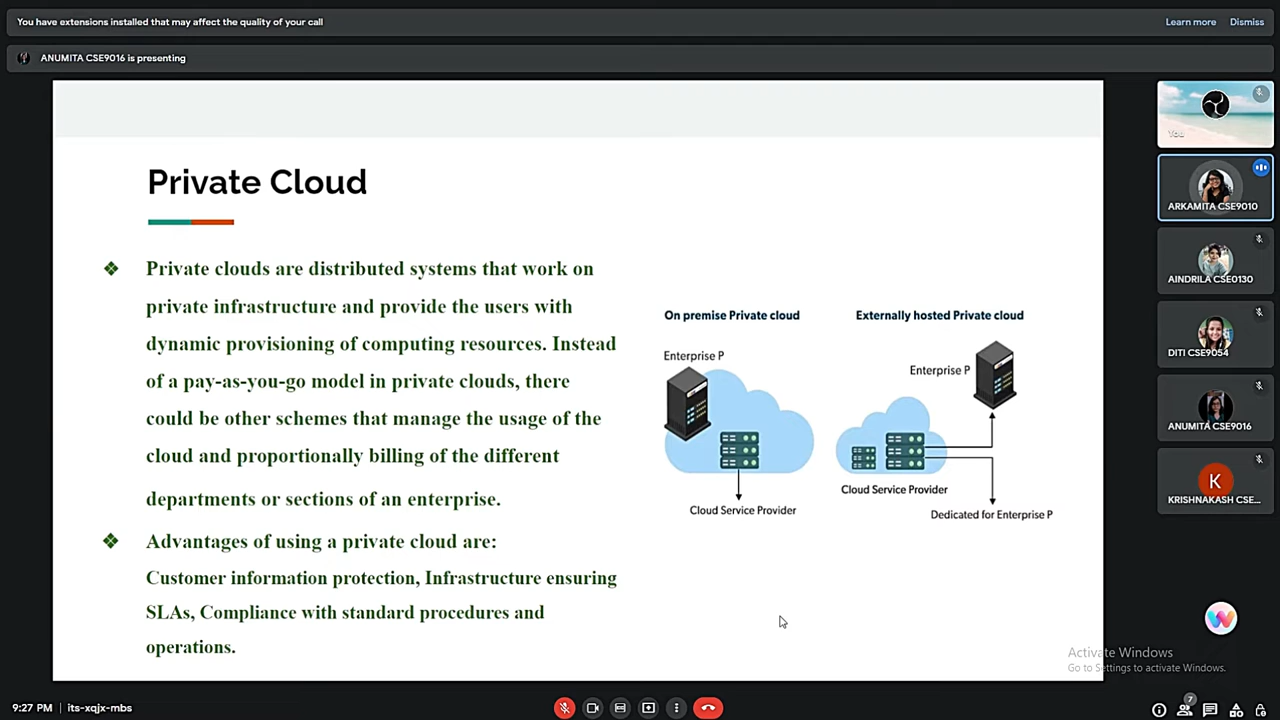 You have extensions installed that may affect the quality of your call
Learn more
Dismiss
ANUMITA CSE9016 is presenting
Private Cloud
❖ Private clouds are distributed systems that work on
private infrastructure and provide the users with
dynamic provisioning of computing resources. Instead
of a pay-as-you-go model in private clouds, there
could be other schemes that manage the usage of the
cloud and proportionally billing of the different
departments or sections of an enterprise.
❖ Advantages of using a private cloud are:
Customer information protection, Infrastructure ensuring
SLAs, Compliance with standard procedures and
operations.
On premise Private cloud
Enterprise P
Cloud Service Provider
Externally hosted Private cloud
Enterprise P
Cloud Service Provider
Dedicated for Enterprise P
You
ARKAMITA CSE9010
AINDRILA CSE0130
DITI CSE9054
ANUMITA CSE9016
K
KRISHNAKASH CSE...
W
Activate Windows
Go to Settings to activate Windows.
9:27 PM | its-xqjx-mbs
7